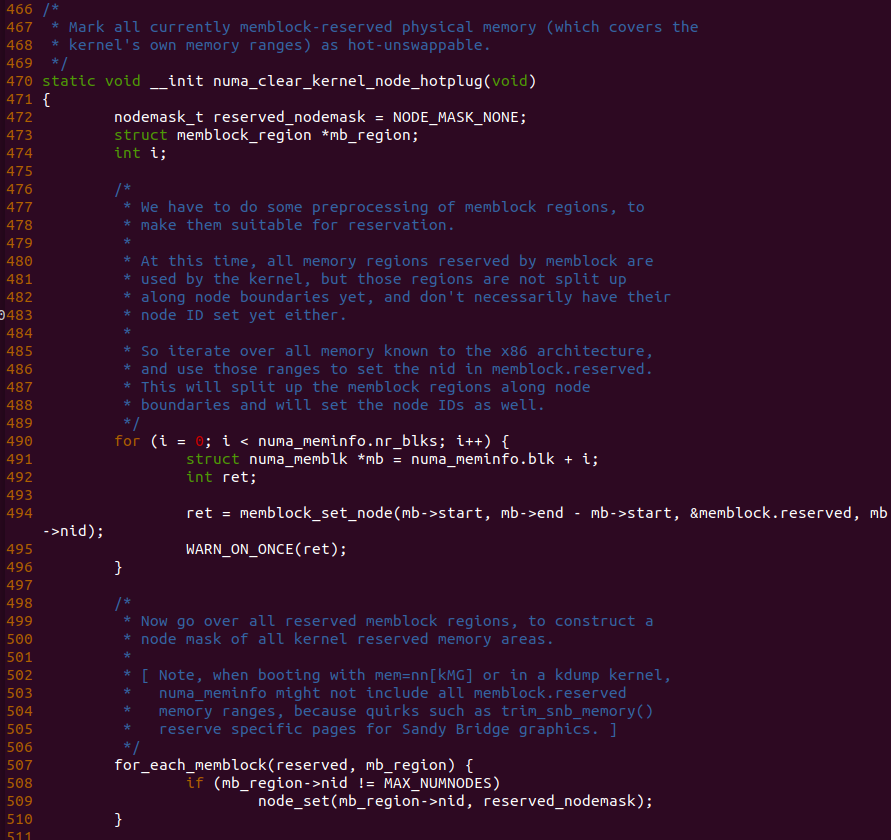 466 /*
467  * Mark all currently memblock-reserved physical memory (which covers the
468  * kernel's own memory ranges) as hot-unswappable.
469  */
470 static void __init numa_clear_kernel_node_hotplug(void)
471 {
472         nodemask_t reserved_nodemask = NODE_MASK_NONE;
473         struct memblock_region *mb_region;
474         int i;
475
476         /*
477          * We have to do some preprocessing of memblock regions, to
478          * make them suitable for reservation.
479          *
480          * At this time, all memory regions reserved by memblock are
481          * used by the kernel, but those regions are not split up
482          * along node boundaries yet, and don't necessarily have their
0483          * node ID set yet either.
484          *
485          * So iterate over all memory known to the x86 architecture,
486          * and use those ranges to set the nid in memblock.reserved.
487          * This will split up the memblock regions along node
488          * boundaries and will set the node IDs as well.
489          */
490         for (i = 0; i < numa_meminfo.nr_blks; i++) {
491                 struct numa_memblk *mb = numa_meminfo.blk + i;
492                 int ret;
493
494                 ret = memblock_set_node(mb->start, mb->end - mb->start, &memblock.reserved, mb
->nid);
495                 WARN_ON_ONCE(ret);
496         }
497
498         /*
499          * Now go over all reserved memblock regions, to construct a
500          * node mask of all kernel reserved memory areas.
501          *
502          * [ Note, when booting with mem=nn[kMG] or in a kdump kernel,
503          *   numa_meminfo might not include all memblock.reserved
504          *   memory ranges, because quirks such as trim_snb_memory()
505          *   reserve specific pages for Sandy Bridge graphics. ]
506          */
507         for_each_memblock(reserved, mb_region) {
508                 if (mb_region->nid != MAX_NUMNODES)
509                         node_set(mb_region->nid, reserved_nodemask);
510         }
511